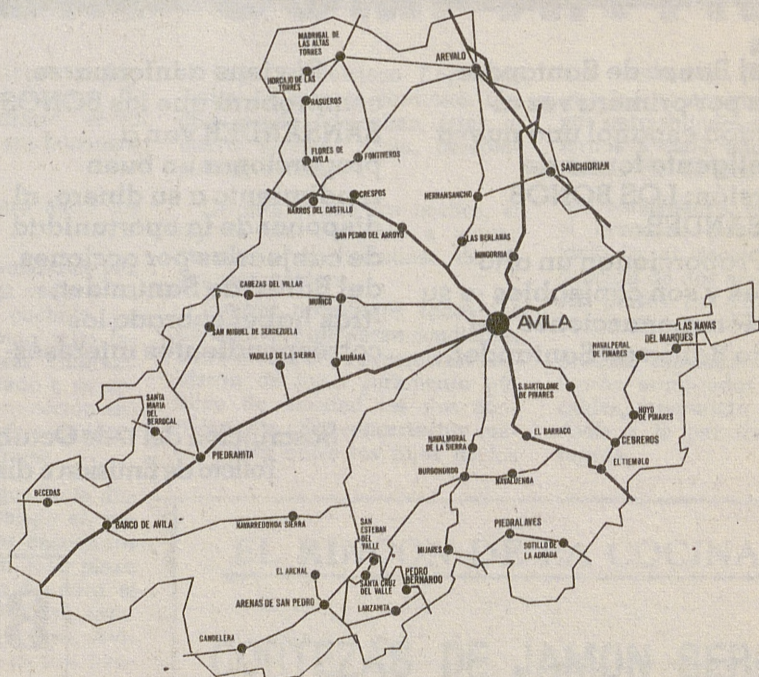 MADRIGAL DE
LAS ALTAS
TORRES
AREVALO
HORCAJO DE LAS
TORRES
RASUEROS
FLORES DE
AVILA
FONTIVEROS
SANCHIDRIAN
CRESPOS
HERNANSANCHO
NARROS DEL CASTILLO
SAN PEDRO DEL ARROYO
LAS BERLANAS
MINGORRIA
CABEZAS DEL VILLAR
AVILA
SAN MIGUEL DE SERREZUELA
LAS NAVAS
DEL MARQUES
NAVALPERAL
DE PINARES
VADILLO DE LA SIERRA
MUÑANA
S. BARTOLOME
DE PINARES
SANTA
MARIA
DEL
BERROCAL
HOYO
DE PINARES
EL BARRACO
CEBREROS
NAVALMORAL
DE LA SIERRA
PIEDRAHITA
EL TIEMBLO
BURGOHONDO
NAVALUENGA
BECEDAS
BARCO DE AVILA
NAVARREDONDA SIERRA
SAN
ESTEBAN
DEL
VALLE
PIEDRALAVES
MIJARES
SOTILLO DE
LA ADRADA
EL ARENAL
SANTA CRUZ
DEL VALLE
PEDRO
BERNARDO
ARENAS DE SAN PEDRO
LANZAHITA
CANDELERA